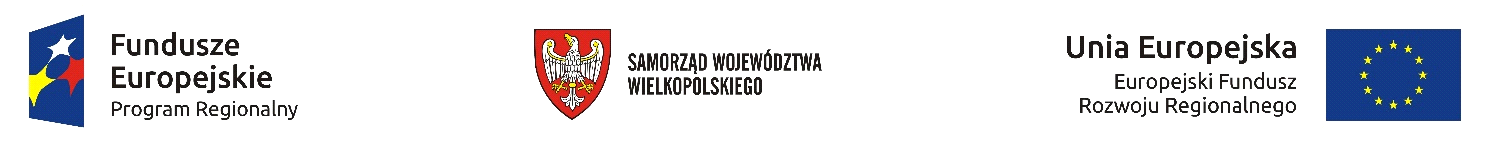 Fundusze
Europejskie
Program Regionalny
SAMORZĄD WOJEWÓDZTWA
WIELKOPOLSKIEGO
Unia Europejska
Europejski Fundusz
Rozwoju Regionalnego